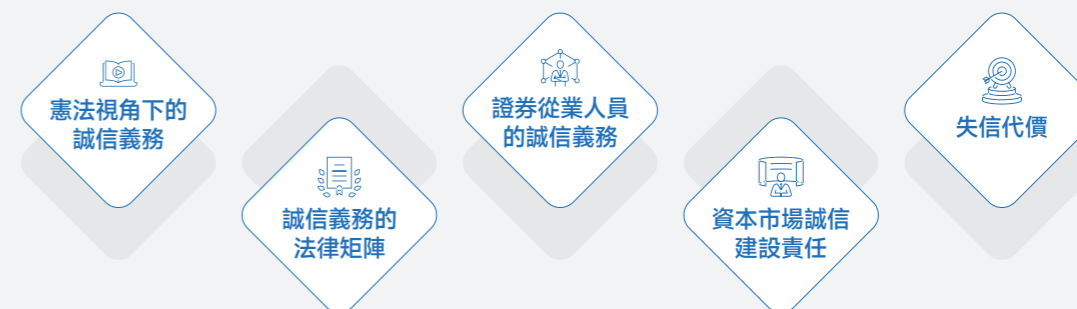 憲法視角下的
誠信義務
誠信義務的
法律矩陣
證券從業人員
的誠信義務
資本市場誠信
建設責任
失信代價